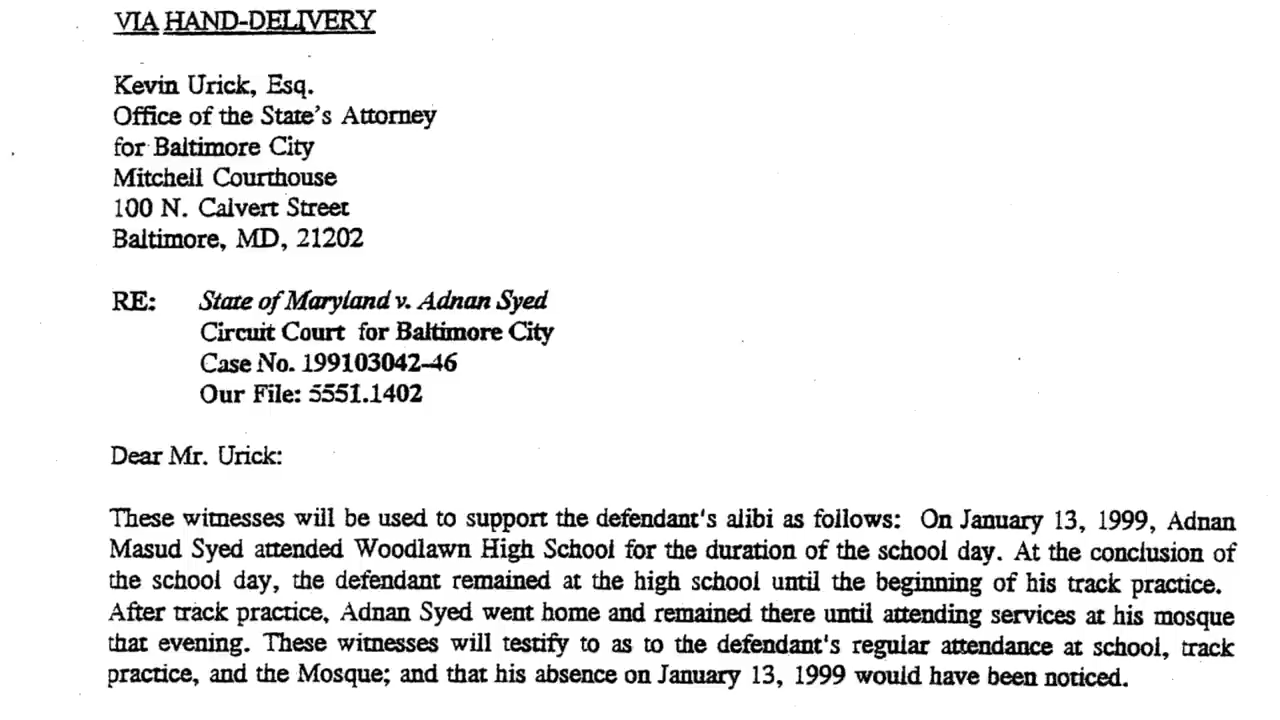 VIA HAND-DELIVERY
Kevin Urick, Esq.
Office of the State's Attorney
for Baltimore City
Mitchell Courthouse
100 N. Calvert Street
Baltimore, MD, 21202
RE: State of Maryland v. Adnan Syed
Circuit Court for Baltimore City
Case No. 199103042-46
Our File: 5551.1402
Dear Mr. Urick:
These witnesses will be used to support the defendant's alibi as follows: On January 13, 1999, Adnan
Masud Syed attended Woodlawn High School for the duration of the school day. At the conclusion of
the school day, the defendant remained at the high school until the beginning of his track practice.
After track practice, Adnan Syed went home and remained there until attending services at his mosque
that evening. These witnesses will testify to as to the defendant's regular attendance at school, track
practice, and the Mosque; and that his absence on January 13, 1999 would have been noticed.